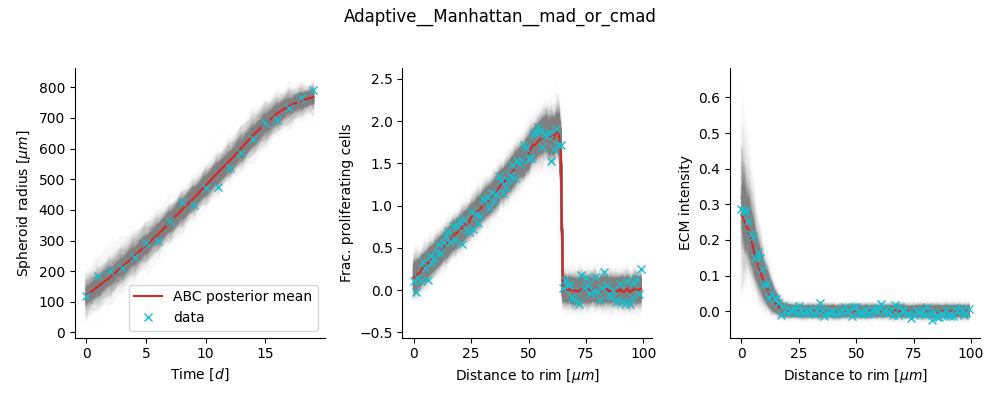 Adaptive__Manhattan__mad_or_cmad
Spheroid radius [μm]
800
700
600
500
400
300
200
100
0
0 5 10 15
Time [d]
ABC posterior mean
data
Frac. proliferating cells
2.5
2.0
1.5
1.0
0.5
0.0
−0.5
0 25 50 75 100
Distance to rim [μm]
ECM intensity
0.6
0.5
0.4
0.3
0.2
0.1
0.0
0 25 50 75 100
Distance to rim [μm]